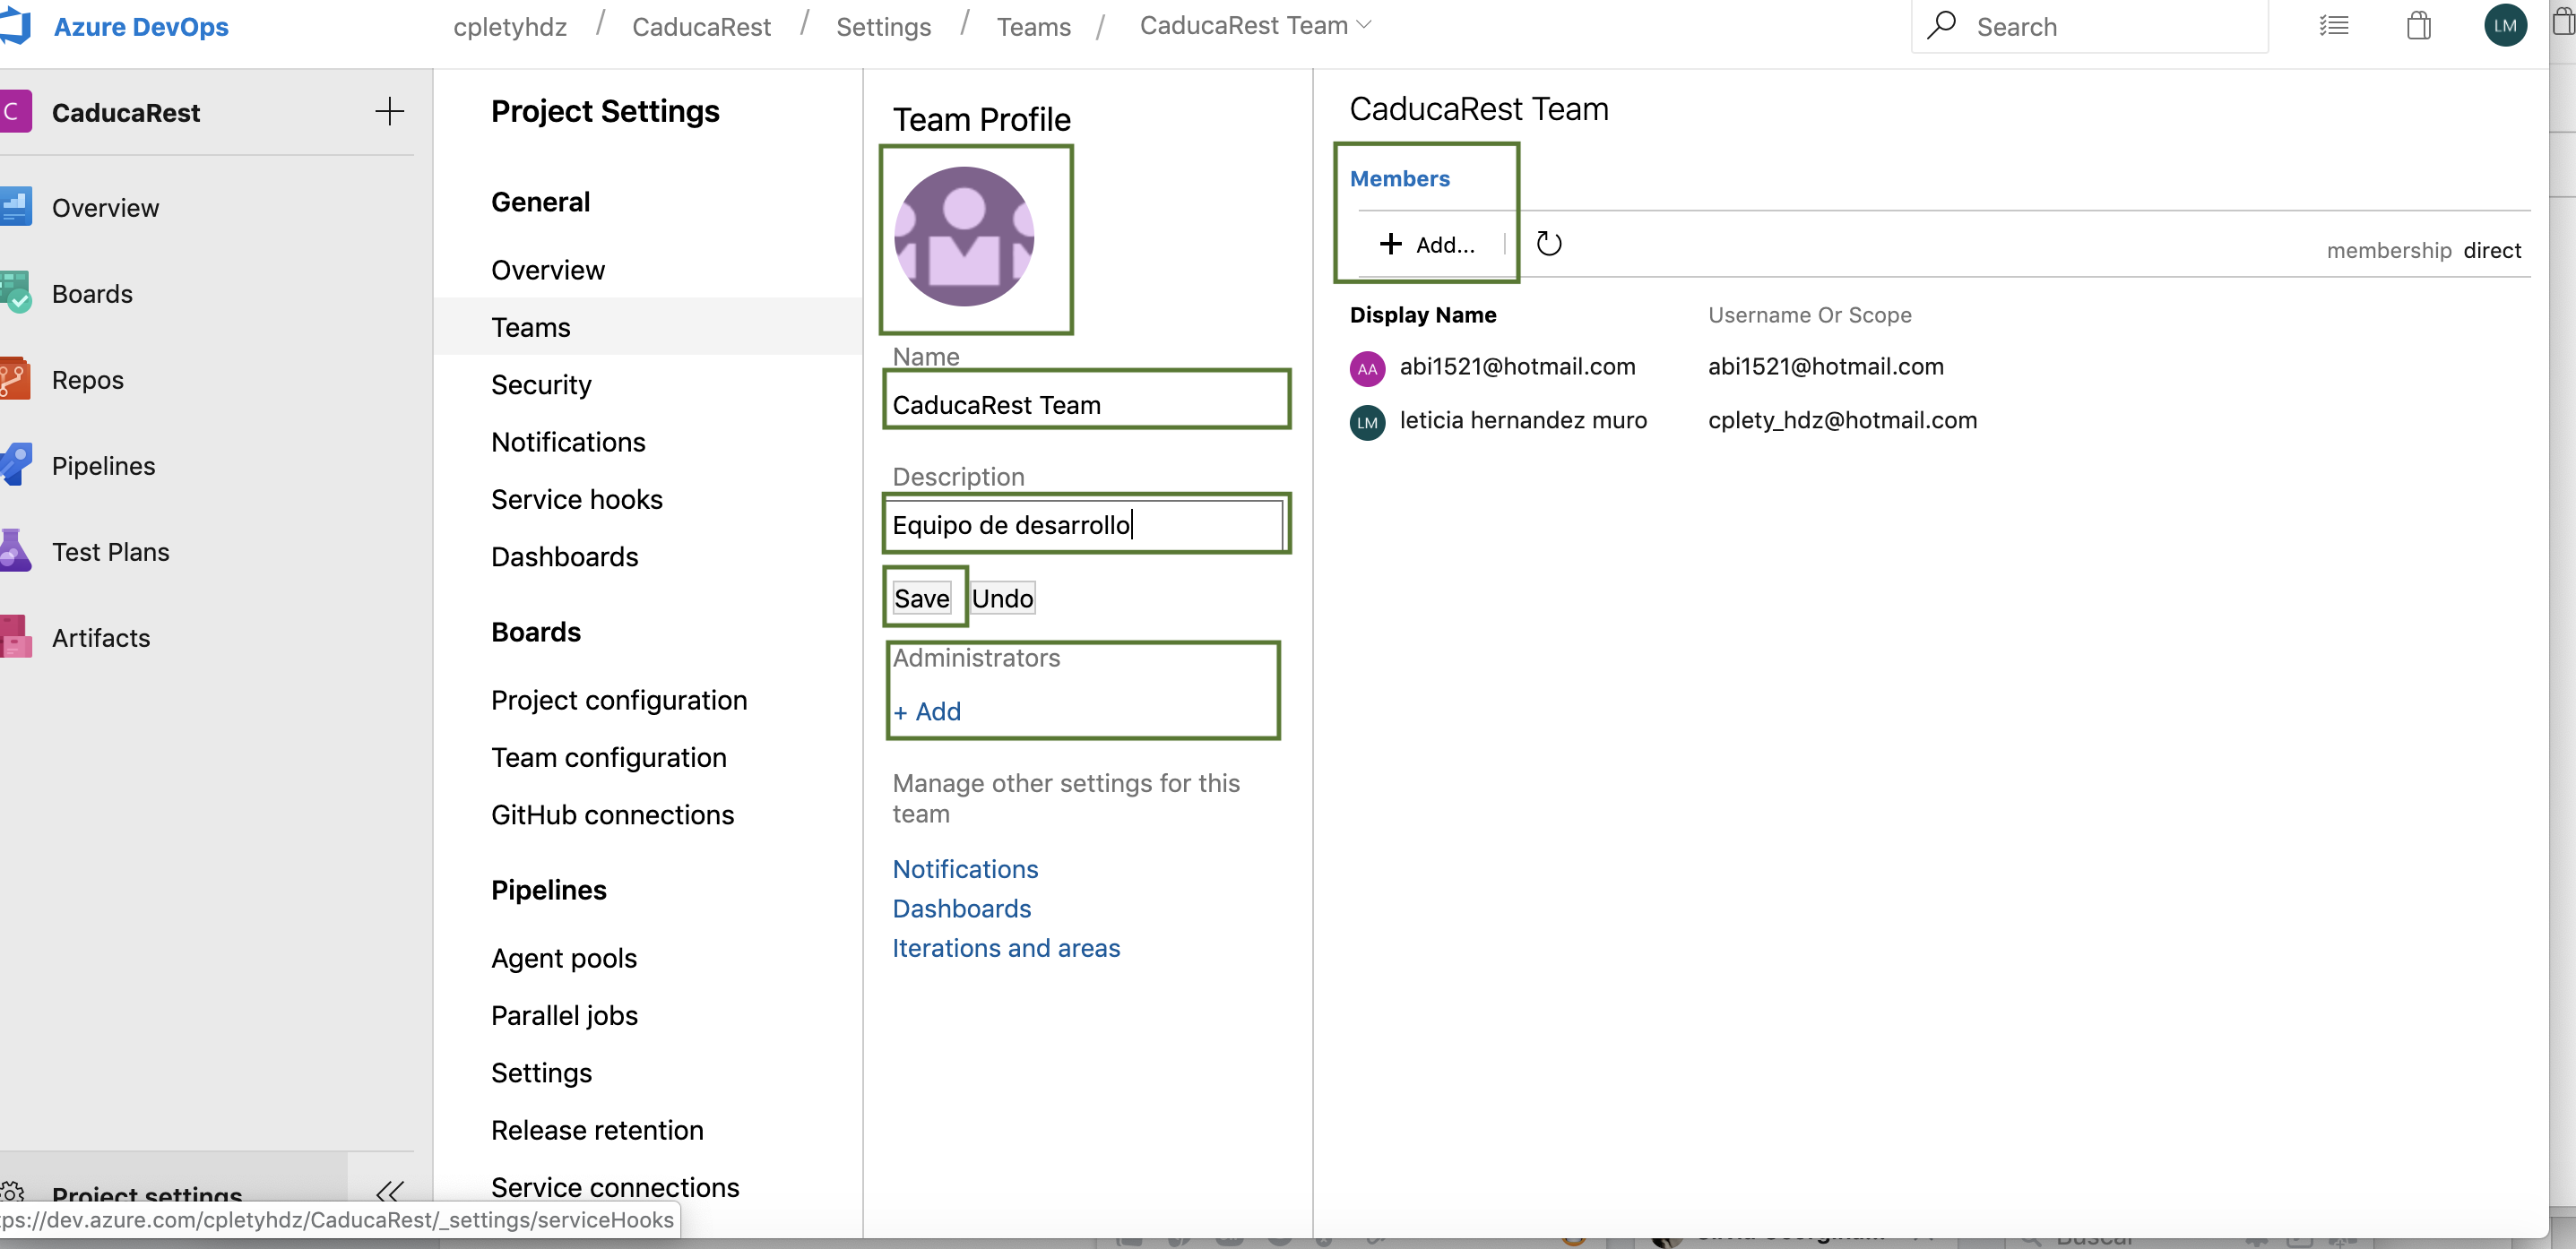 Azure DevOps
cpletyhdz / CaducaRest / Settings / Teams / CaducaRest Team
Search
LM
C
CaducaRest
Overview
Boards
Repos
Pipelines
Test Plans
Artifacts
Project settings
Project Settings
General
Overview
Teams
Security
Notifications
Service hooks
Dashboards
Boards
Project configuration
Team configuration
GitHub connections
Pipelines
Agent pools
Parallel jobs
Settings
Release retention
Service connections
Team Profile
Name
CaducaRest Team
Description
Equipo de desarrollo
Save Undo
Administrators
+ Add
Manage other settings for this
team
Notifications
Dashboards
Iterations and areas
CaducaRest Team
Members
+ Add...
membership direct
Display Name Username Or Scope
AA abi1521@hotmail.com abi1521@hotmail.com
LM leticia hernandez muro cplety_hdz@hotmail.com
ps://dev.azure.com/cpletyhdz/CaducaRest/_settings/serviceHooks
Buscar